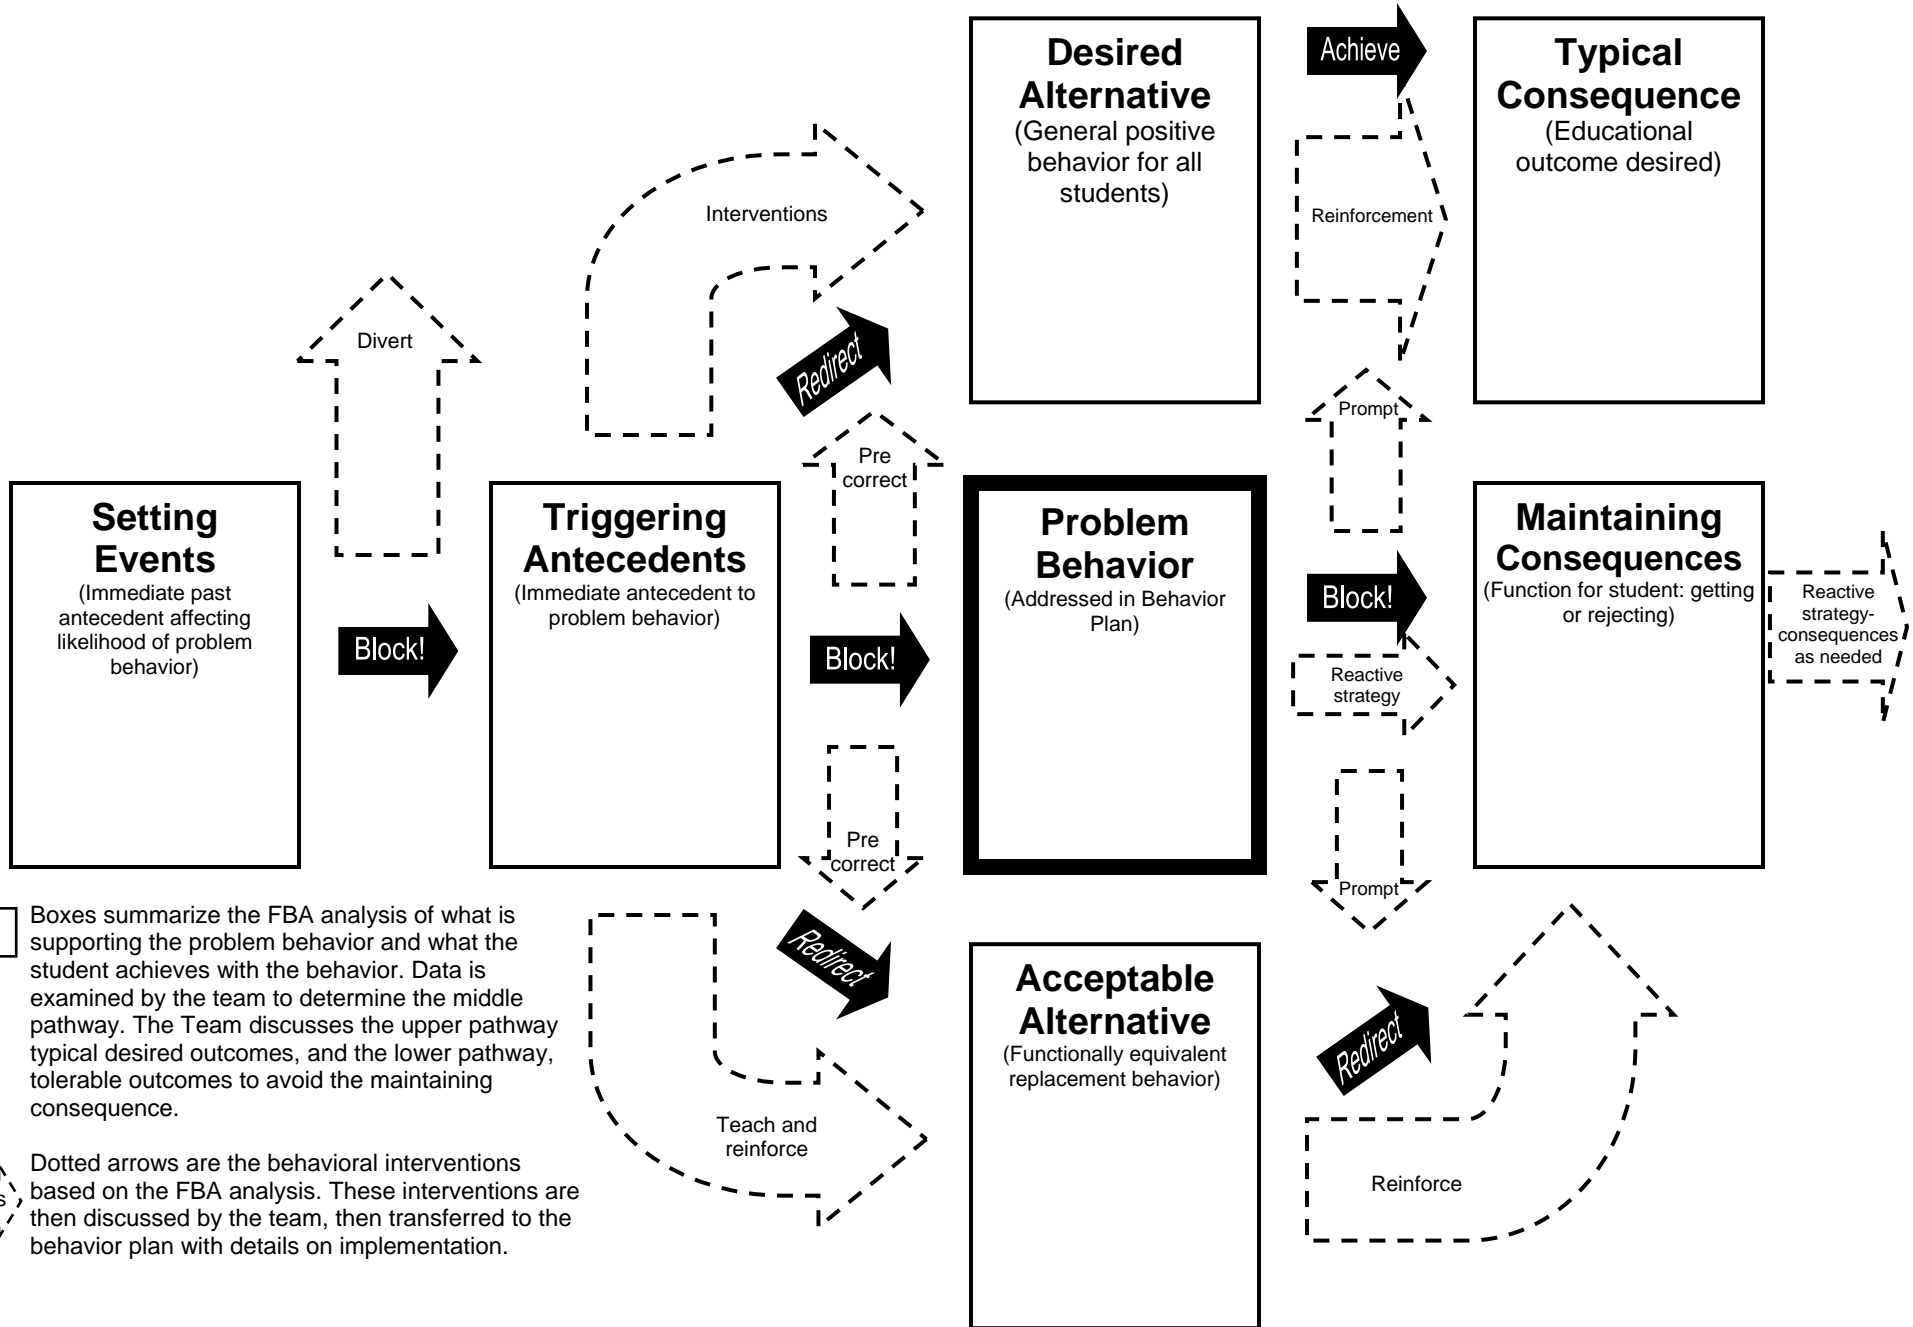 Desired
Alternative
(General positive
behavior for all
students)
Achieve
Typical
Consequence
(Educational
outcome desired)
Interventions
Reinforcement
Divert
Redirect
Prompt
Pre
correct
Setting
Events
(Immediate past
antecedent affecting
likelihood of problem
behavior)
Block!
Triggering
Antecedents
(Immediate antecedent to
problem behavior)
Block!
Problem
Behavior
(Addressed in Behavior
Plan)
Block!
Reactive
strategy
Maintaining
Consequences
(Function for student: getting
or rejecting)
Reactive
strategy-
consequences
as needed
Pre
correct
Prompt
Redirect
Teach and
reinforce
Acceptable
Alternative
(Functionally equivalent
replacement behavior)
Redirect
Reinforce
Boxes summarize the FBA analysis of what is
supporting the problem behavior and what the
student achieves with the behavior. Data is
examined by the team to determine the middle
pathway. The Team discusses the upper pathway
typical desired outcomes, and the lower pathway,
tolerable outcomes to avoid the maintaining
consequence.
Dotted arrows are the behavioral interventions
based on the FBA analysis. These interventions are
then discussed by the team, then transferred to the
behavior plan with details on implementation.